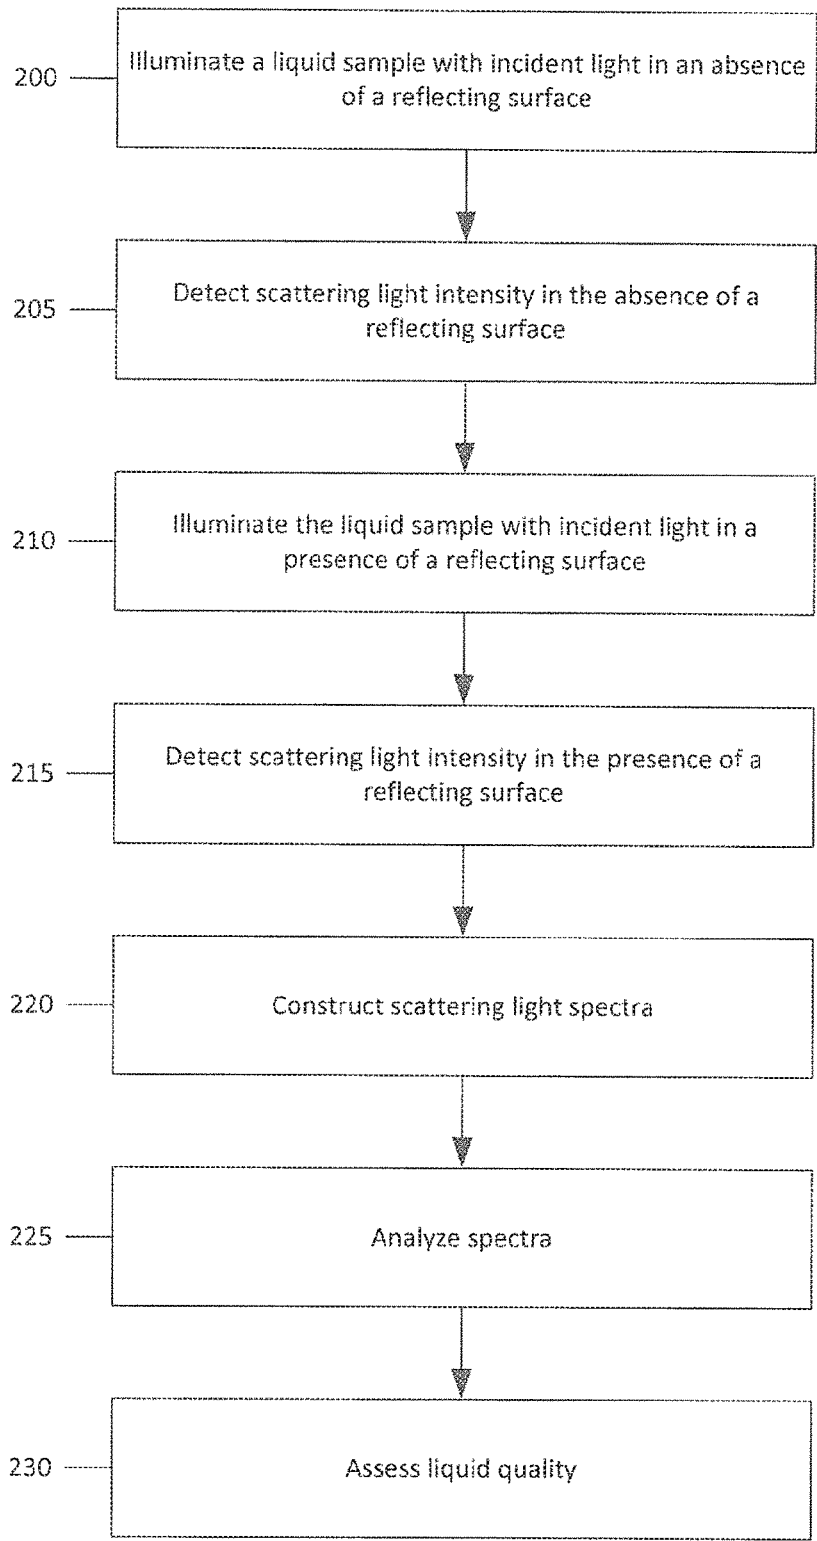 200
Illuminate a liquid sample with incident light in an absence
of a reflecting surface
205
Detect scattering light intensity in the absence of a
reflecting surface
210
Illuminate the liquid sample with incident light in a
presence of a reflecting surface
215
Detect scattering light intensity in the presence of a
reflecting surface
220
Construct scattering light spectra
225
Analyze spectra
230
Assess liquid quality